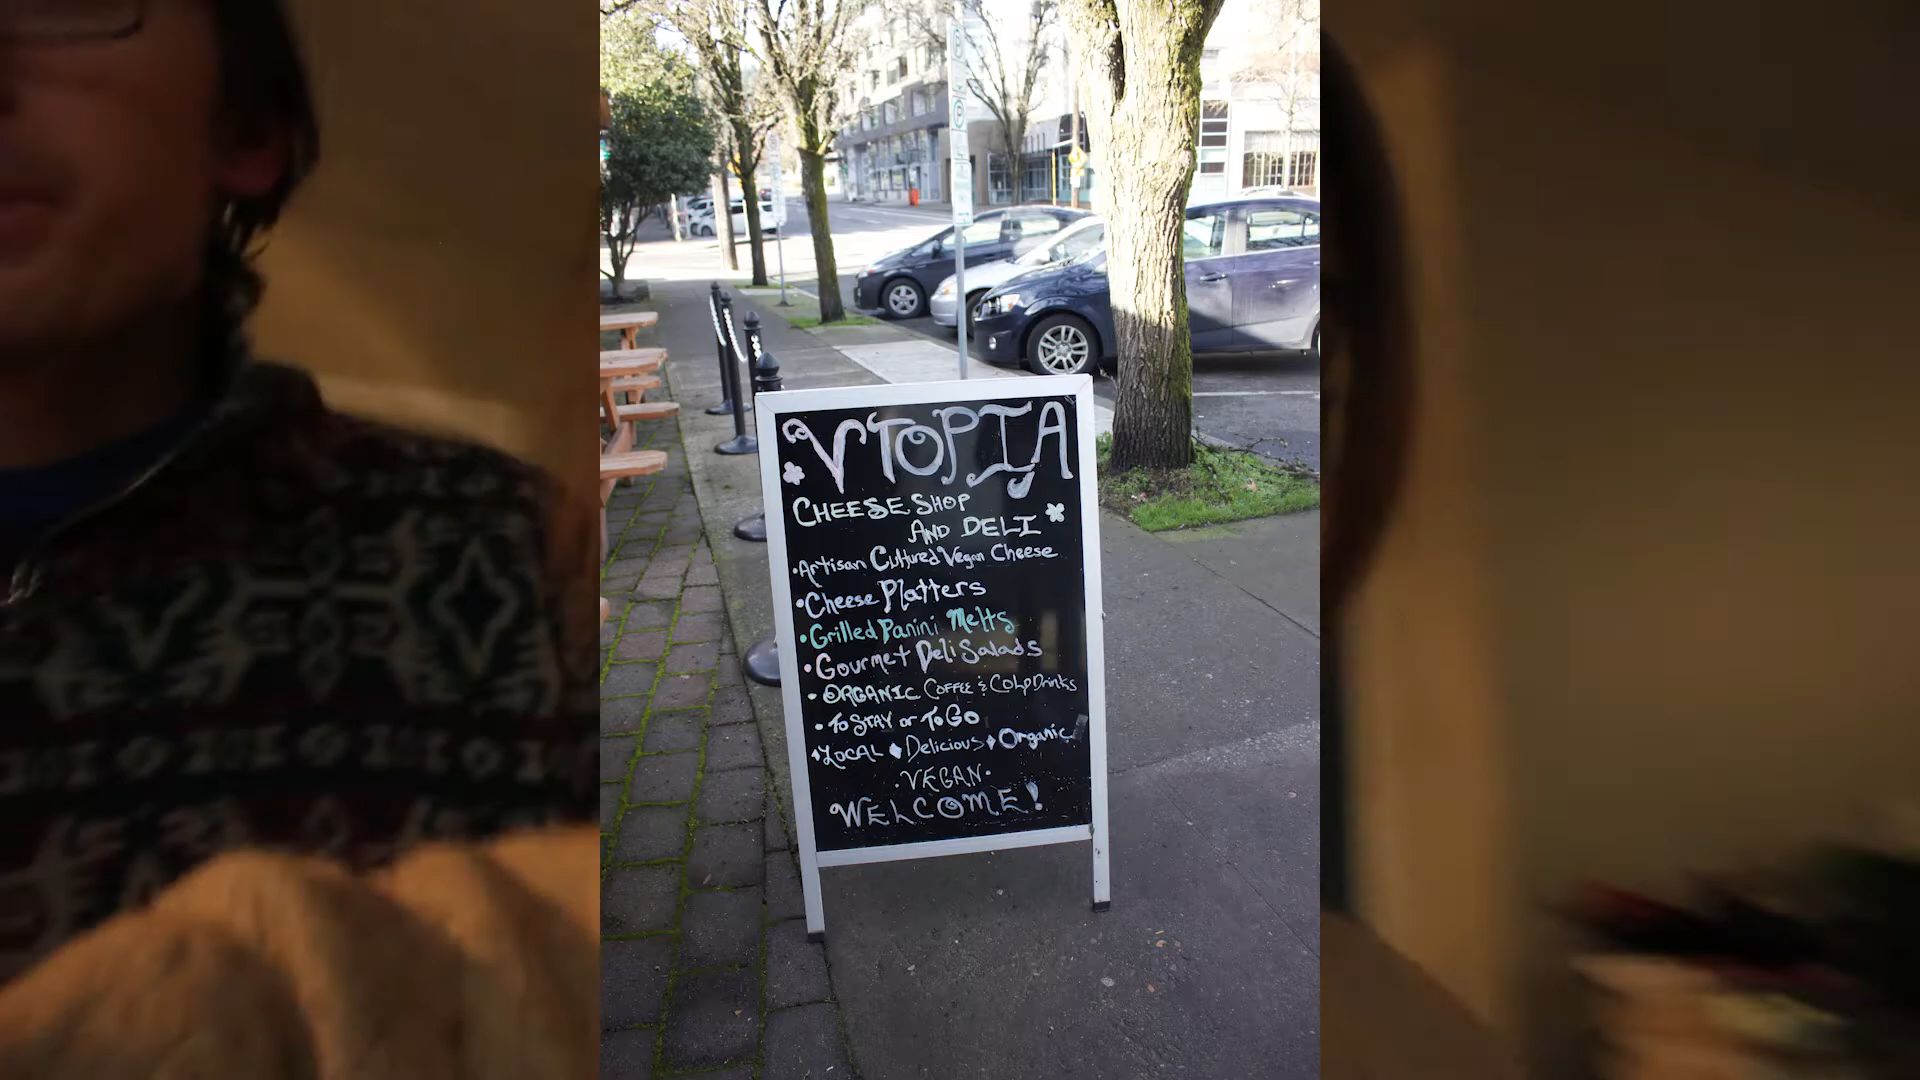 VTOPIA
CHEESE SHOP
AND DELI
•Artisan Cultured Vegan Cheese
•Cheese Platters
•Grilled Panini Melts
•Gourmet Deli Salads
•ORGANIC COFFEE & COLD Drinks
•TO STAY or TO GO
♦LOCAL ♦ Delicious ♦ Organic
•VEGAN•
WELCOME!